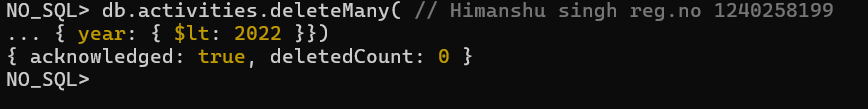 NO_SQL> db.activities.deleteMany( // Himanshu singh reg.no 1240258199
... { year: { $lt: 2022 }})
{ acknowledged: true, deletedCount: 0 }
NO_SQL>